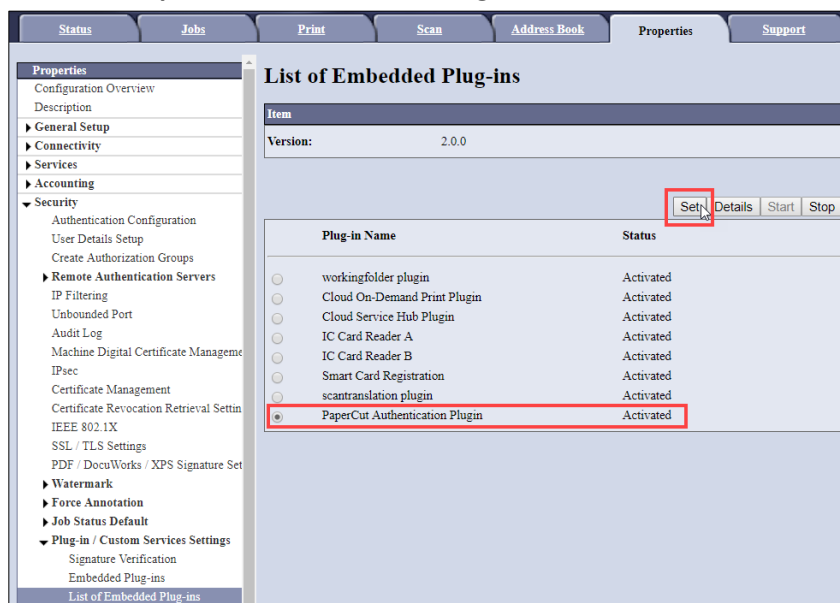 Status Jobs Print Scan Address Book Properties Support
Properties
Configuration Overview
Description
General Setup
Connectivity
Services
Accounting
Security
Authentication Configuration
User Details Setup
Create Authorization Groups
Remote Authentication Servers
IP Filtering
Unbounded Port
Audit Log
Machine Digital Certificate Manageme
IPsec
Certificate Management
Certificate Revocation Retrieval Settin
IEEE 802.1X
SSL / TLS Settings
PDF / DocuWorks / XPS Signature Set
Watermark
Force Annotation
Job Status Default
Plug-in / Custom Services Settings
Signature Verification
Embedded Plug-ins
List of Embedded Plug-ins
List of Embedded Plug-ins
Item
Version: 2.0.0
Set Details Start Stop
Plug-in Name Status
workingfolder plugin Activated
Cloud On-Demand Print Plugin Activated
Cloud Service Hub Plugin Activated
IC Card Reader A Activated
IC Card Reader B Activated
Smart Card Registration Activated
scantranslation plugin Activated
PaperCut Authentication Plugin Activated